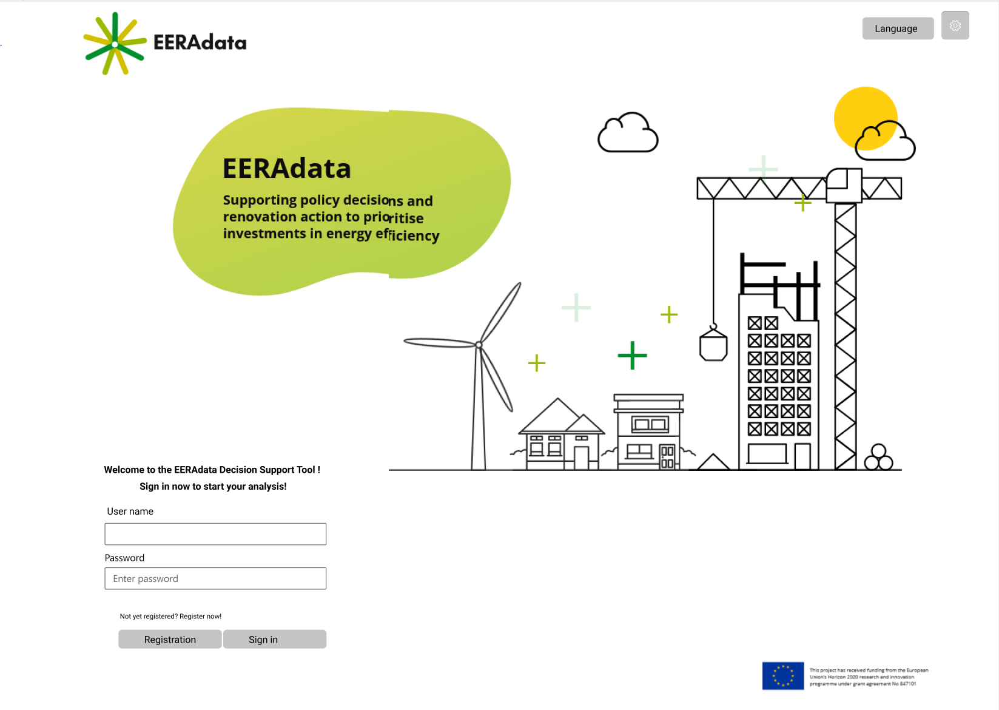 EERAdata
Language
EERAdata
Supporting policy decisions and
renovation action to prioritise
investments in energy efficiency
Welcome to the EERAdata Decision Support Tool !
Sign in now to start your analysis!
User name
Password
Enter password
Not yet registered? Register now!
Registration
Sign in
This project has received funding from the European
Union's Horizon 2020 research and innovation
programme under grant agreement No 847101